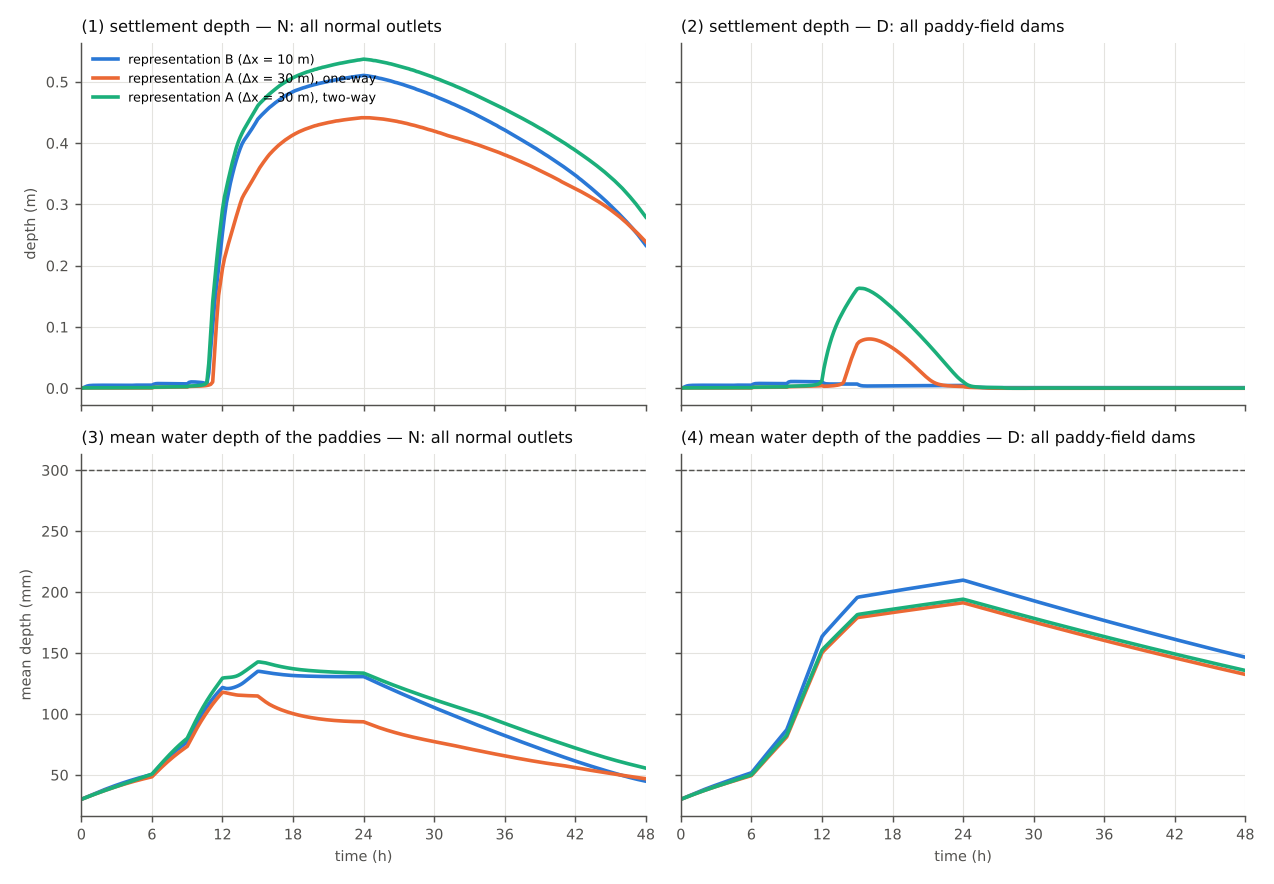 (1) settlement depth — N: all normal outlets
(2) settlement depth — D: all paddy-field dams
representation B (Δx = 10 m)
representation A (Δx = 30 m), one-way
representation A (Δx = 30 m), two-way
depth (m)
0.5
0.4
0.3
0.2
0.1
0.0
(3) mean water depth of the paddies — N: all normal outlets
(4) mean water depth of the paddies — D: all paddy-field dams
mean depth (mm)
300
250
200
150
100
50
0 6 12 18 24 30 36 42 48
0 6 12 18 24 30 36 42 48
time (h)
time (h)